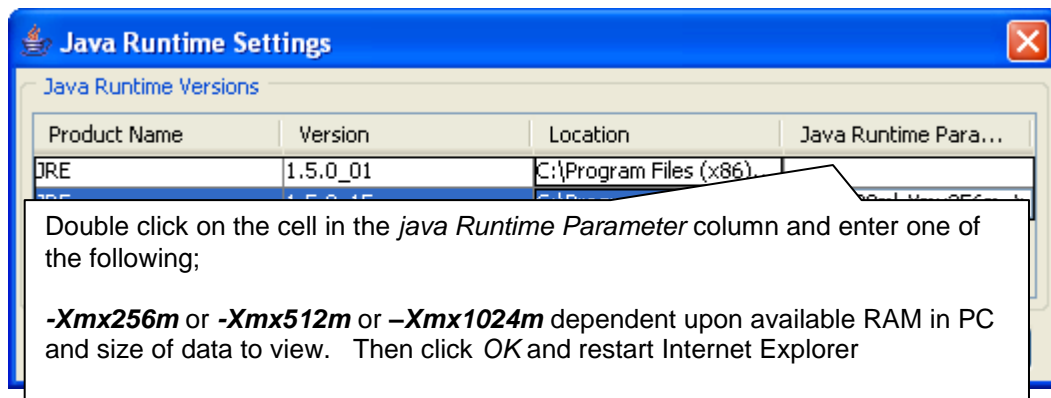 Java Runtime Settings
Java Runtime Versions
Product Name Version Location Java Runtime Para...
JRE 1.5.0_01 C:\Program Files (x86)...
Double click on the cell in the java Runtime Parameter column and enter one of
the following;
-Xmx256m or -Xmx512m or –Xmx1024m dependent upon available RAM in PC
and size of data to view. Then click OK and restart Internet Explorer